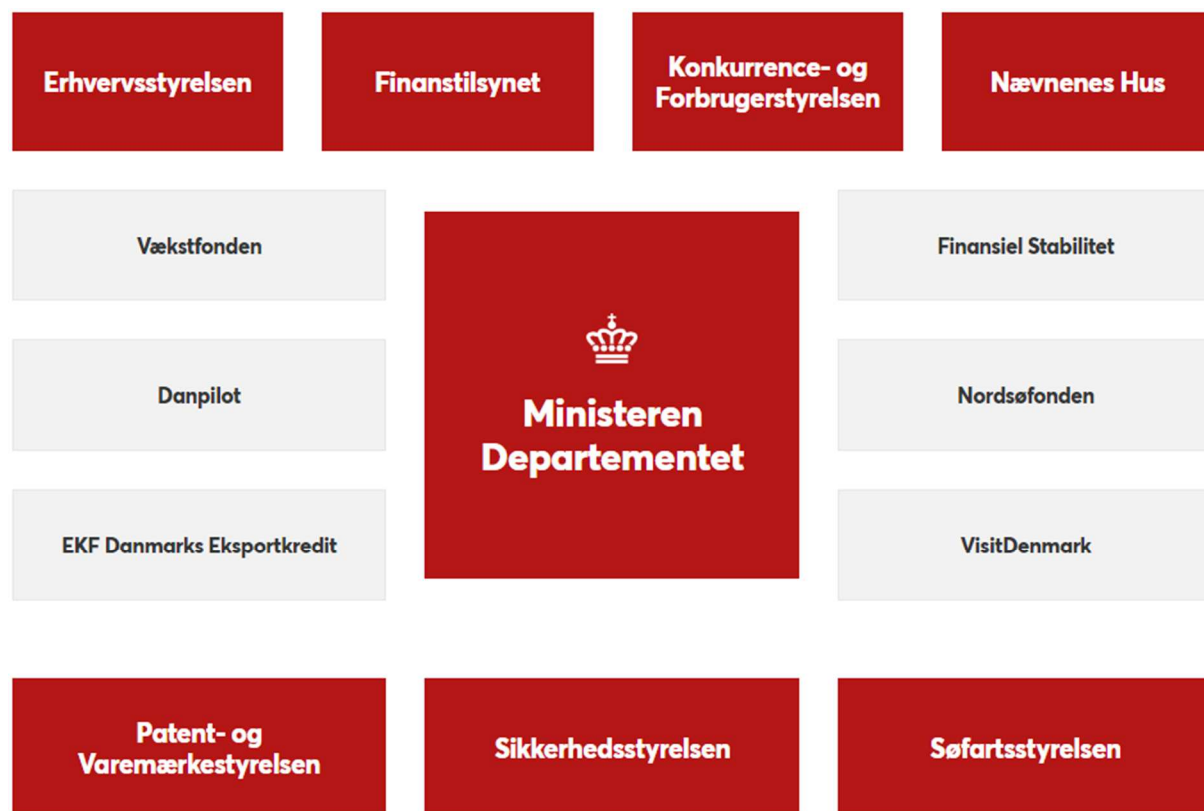 Erhvervsstyrelsen
Finanstilsynet
Konkurrence- og
Forbrugerstyrelsen
Nævnenes Hus
Vækstfonden
Finansiel Stabilitet
Danpilot
Ministeren
Departementet
Nordsøfonden
EKF Danmarks Eksportkredit
VisitDenmark
Patent- og
Varemærkestyrelsen
Sikkerhedsstyrelsen
Søfartsstyrelsen